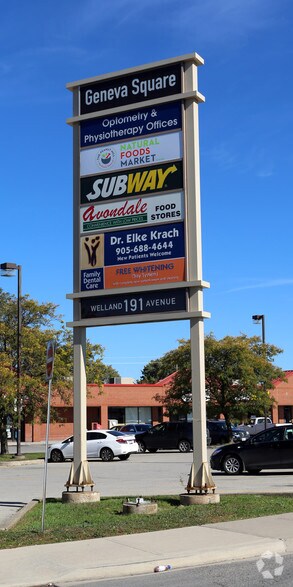 Geneva Square
Optometry &
Physiotherapy Offices
NATURAL
FOODS
MARKET
SUBWAY
Avondale FOOD STORES
Dr. Elke Krach
905-688-4644
New Patients Welcome
Family
Dental Care
FREE WHITENING
WELLAND 191 AVENUE